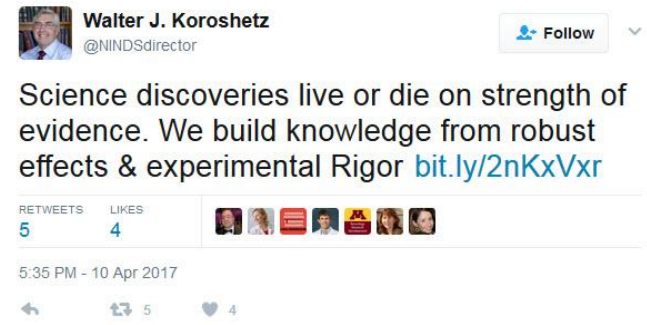 Walter J. Koroshetz
@NINDSdirector
Follow
Science discoveries live or die on strength of
evidence. We build knowledge from robust
effects & experimental Rigor bit.ly/2nKxVxr
RETWEETS LIKES
5 4
5:35 PM - 10 Apr 2017
5 4